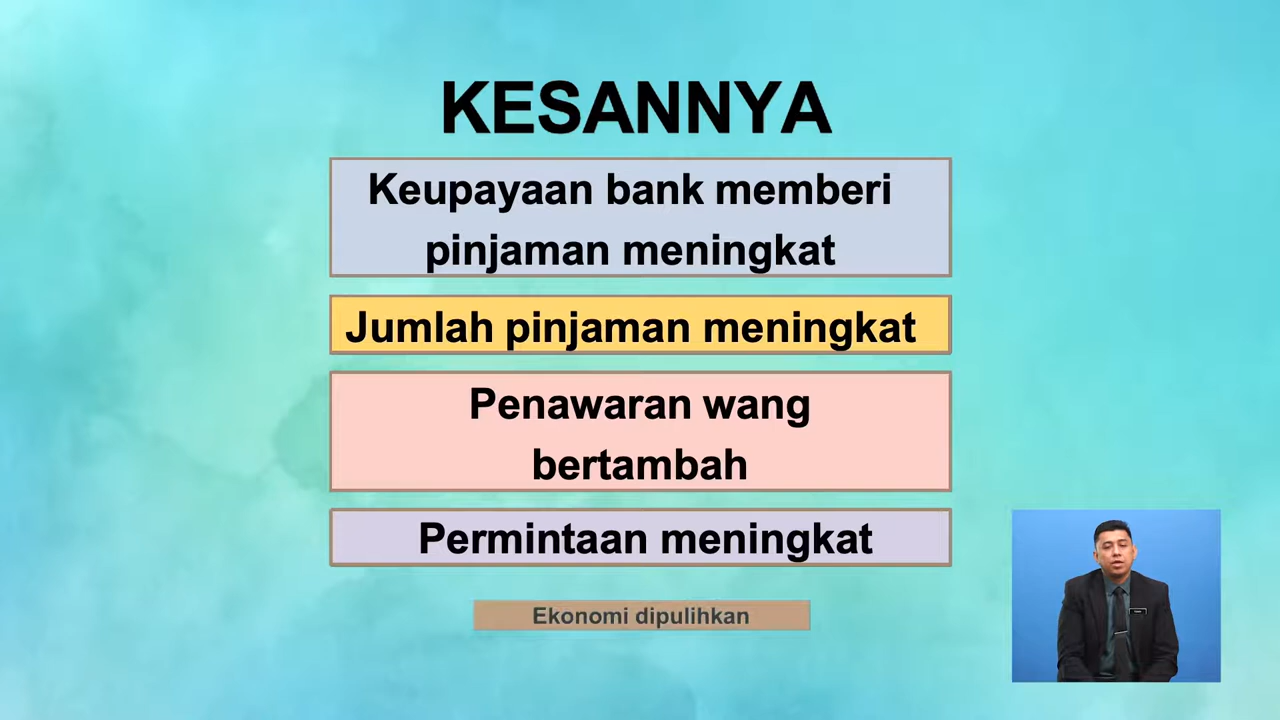 KESANNYA
Keupayaan bank memberi
pinjaman meningkat
Jumlah pinjaman meningkat
Penawaran wang
bertambah
Permintaan meningkat
Ekonomi dipulihkan